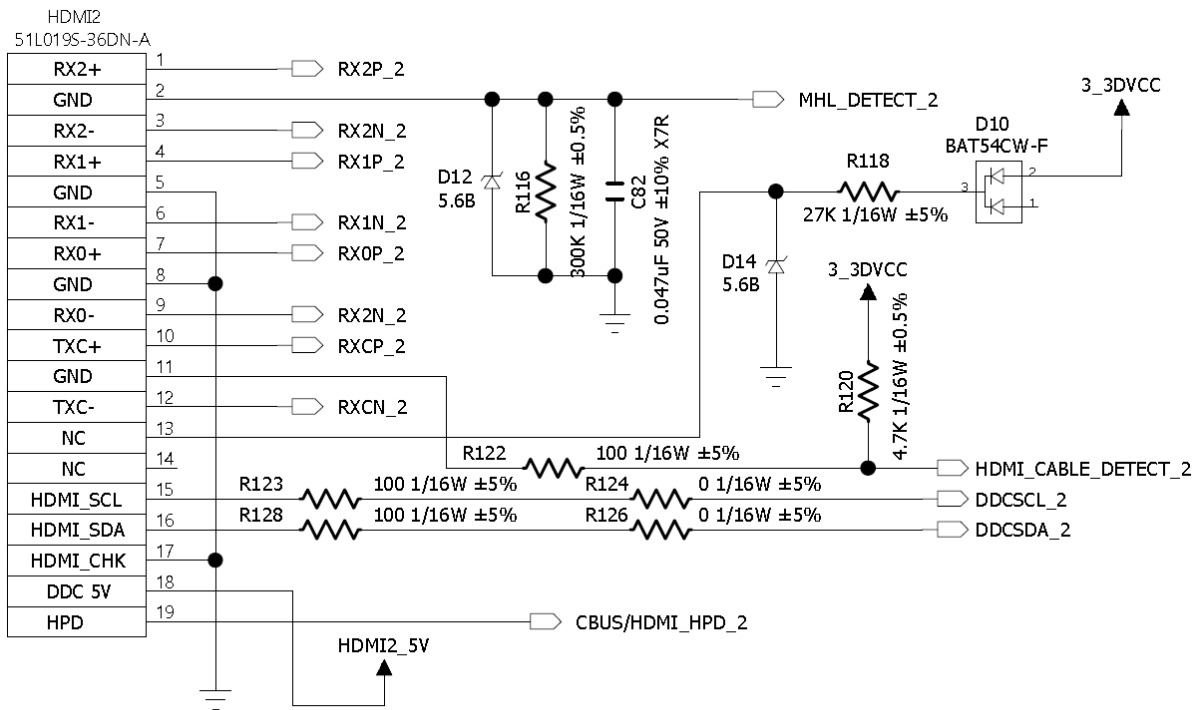 HDMI2
51L019S-36DN-A
RX2+ 1 RX2P_2
GND 2 MHL_DETECT_2
RX2- 3 RX2N_2
RX1+ 4 RX1P_2
GND 5
RX1- 6 RX1N_2
RX0+ 7 RX0P_2
GND 8
RX0- 9 RX2N_2
TXC+ 10 RXCP_2
GND 11
TXC- 12 RXCN_2
NC 13
NC 14
HDMI_SCL 15
HDMI_SDA 16
HDMI_CHK 17
DDC 5V 18
HPD 19
D12
5.6B
R116
300K 1/16W ±0.5%
C82
0.047uF 50V ±10% X7R
3_3DVCC
D10
BAT54CW-F
3 2
1
R118
27K 1/16W ±5%
D14
5.6B
3_3DVCC
R120
4.7K 1/16W ±0.5%
R122 100 1/16W ±5% HDMI_CABLE_DETECT_2
R123 100 1/16W ±5% R124 0 1/16W ±5% DDCSCL_2
R128 100 1/16W ±5% R126 0 1/16W ±5% DDCSDA_2
CBUS/HDMI_HPD_2
HDMI2_5V